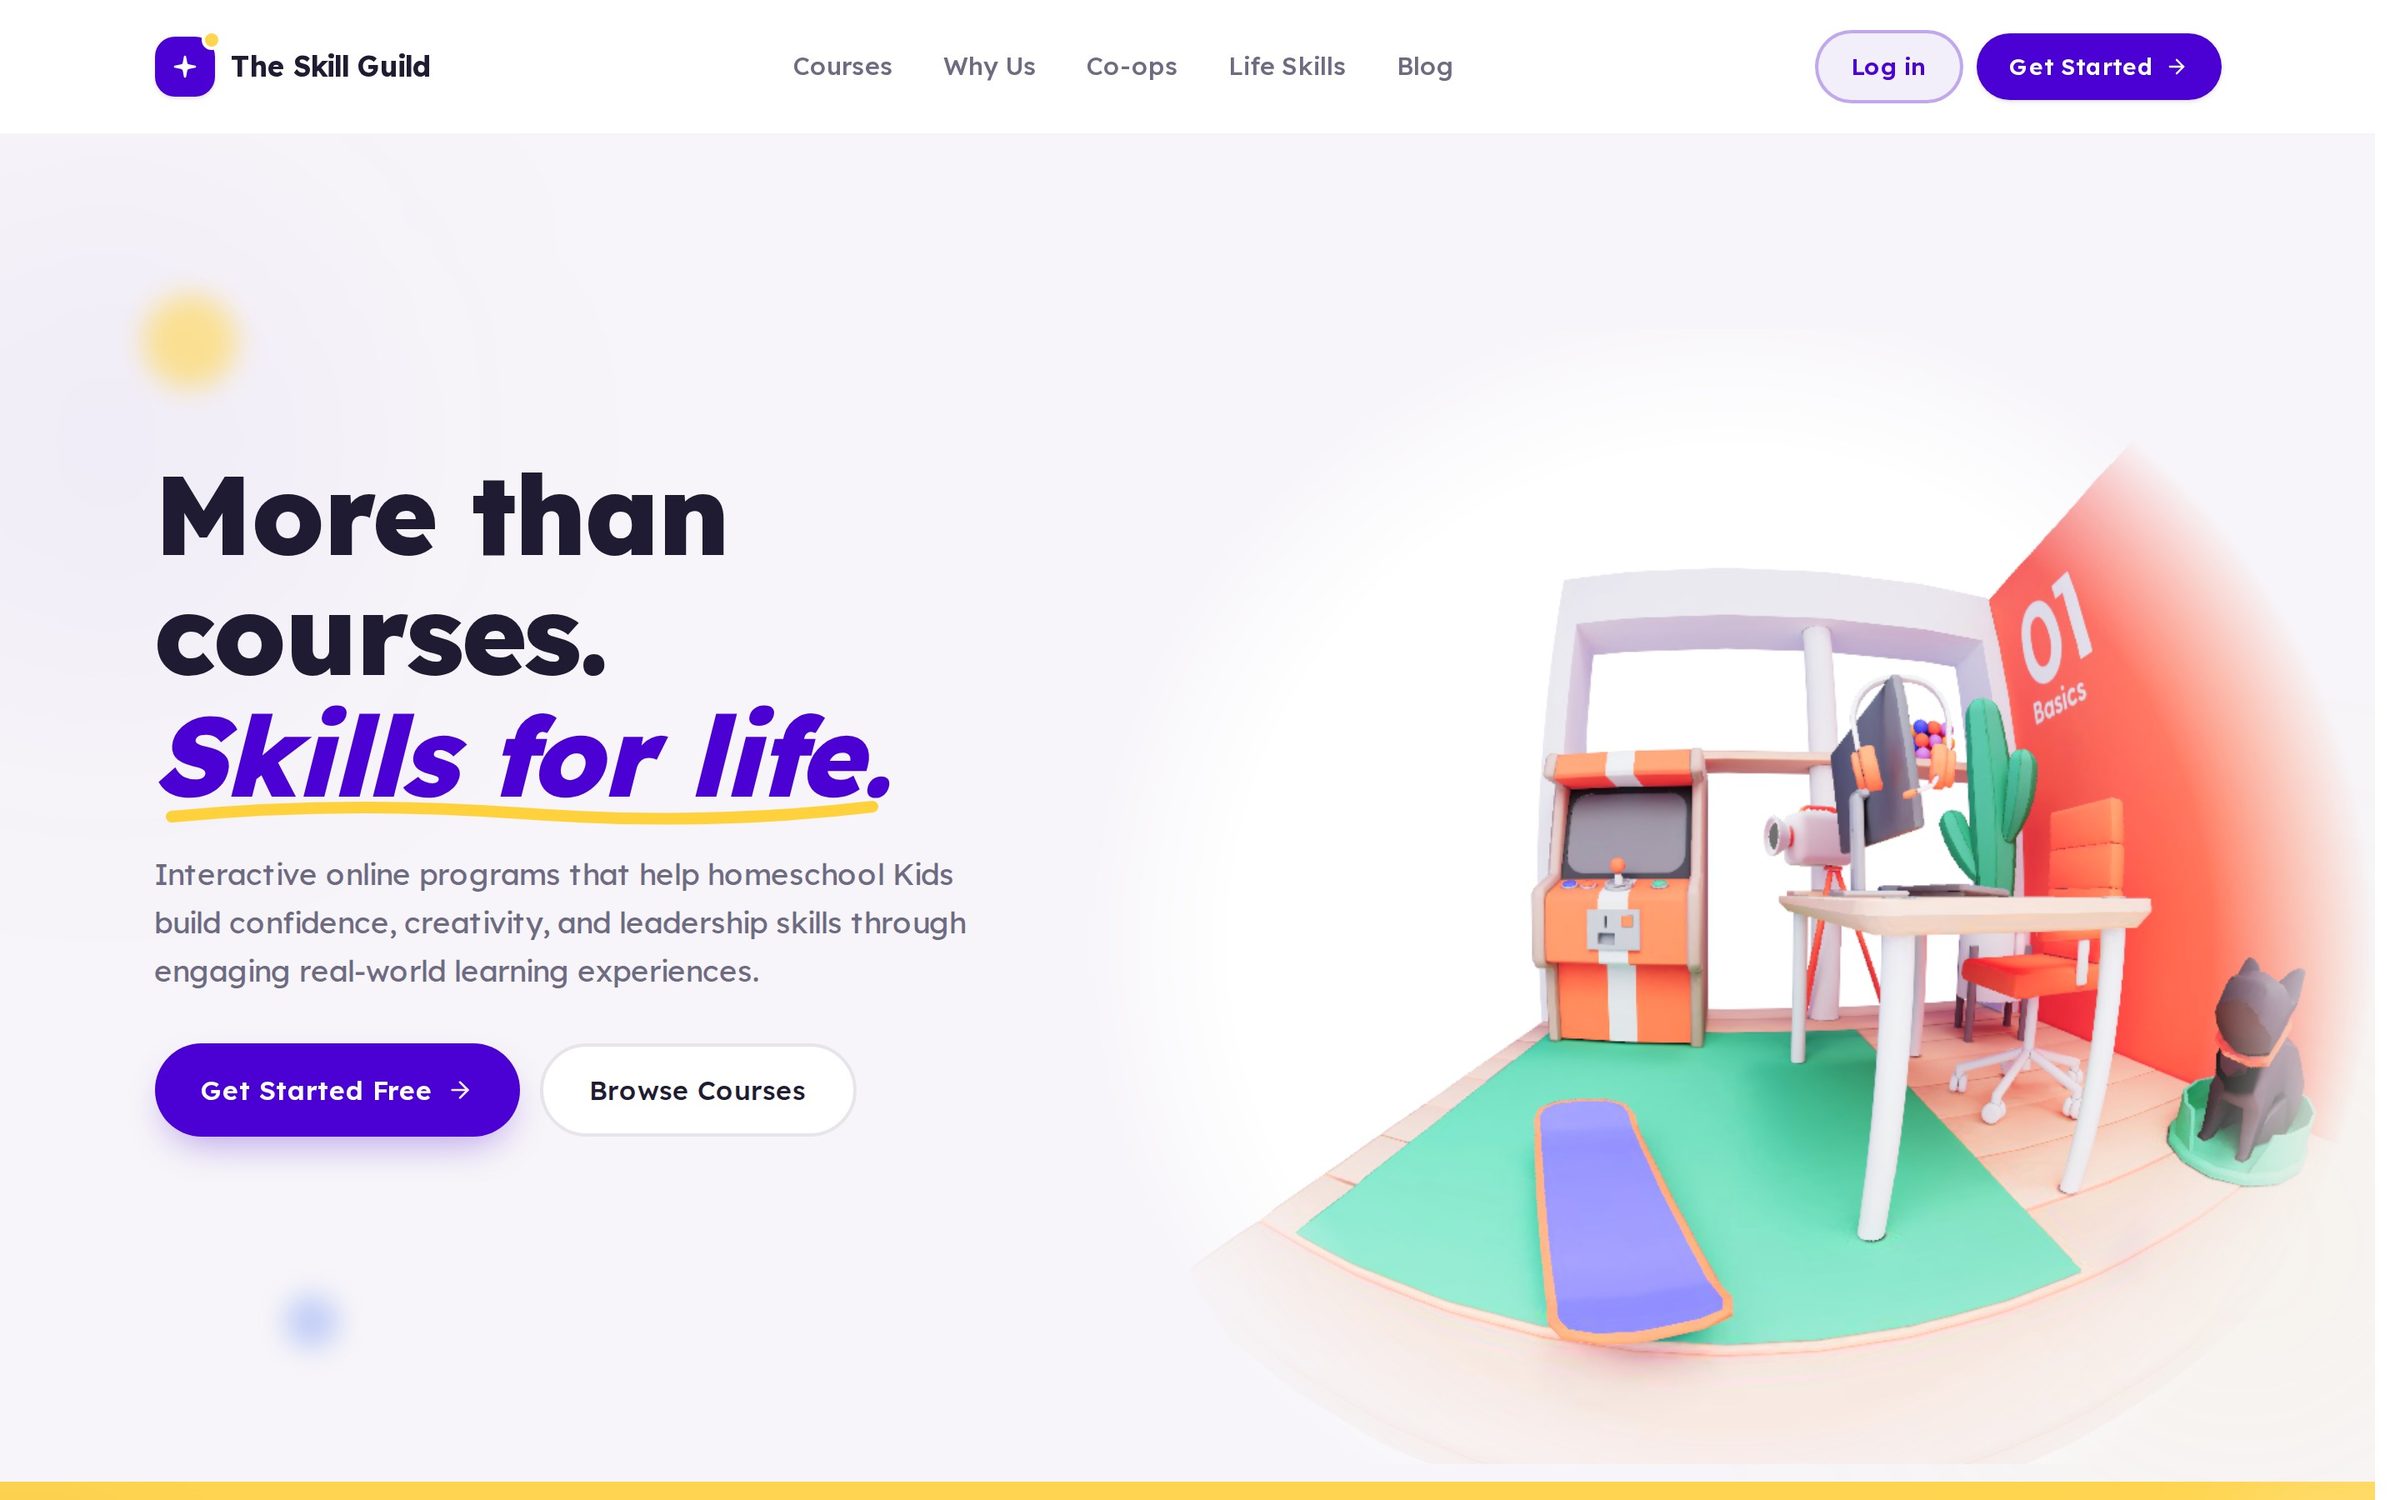 The Skill Guild
Courses
Why Us
Co-ops
Life Skills
Blog
Log in
Get Started →
More than
courses.
Skills for life.
Interactive online programs that help homeschool Kids
build confidence, creativity, and leadership skills through
engaging real-world learning experiences.
Get Started Free →
Browse Courses
01
Basics